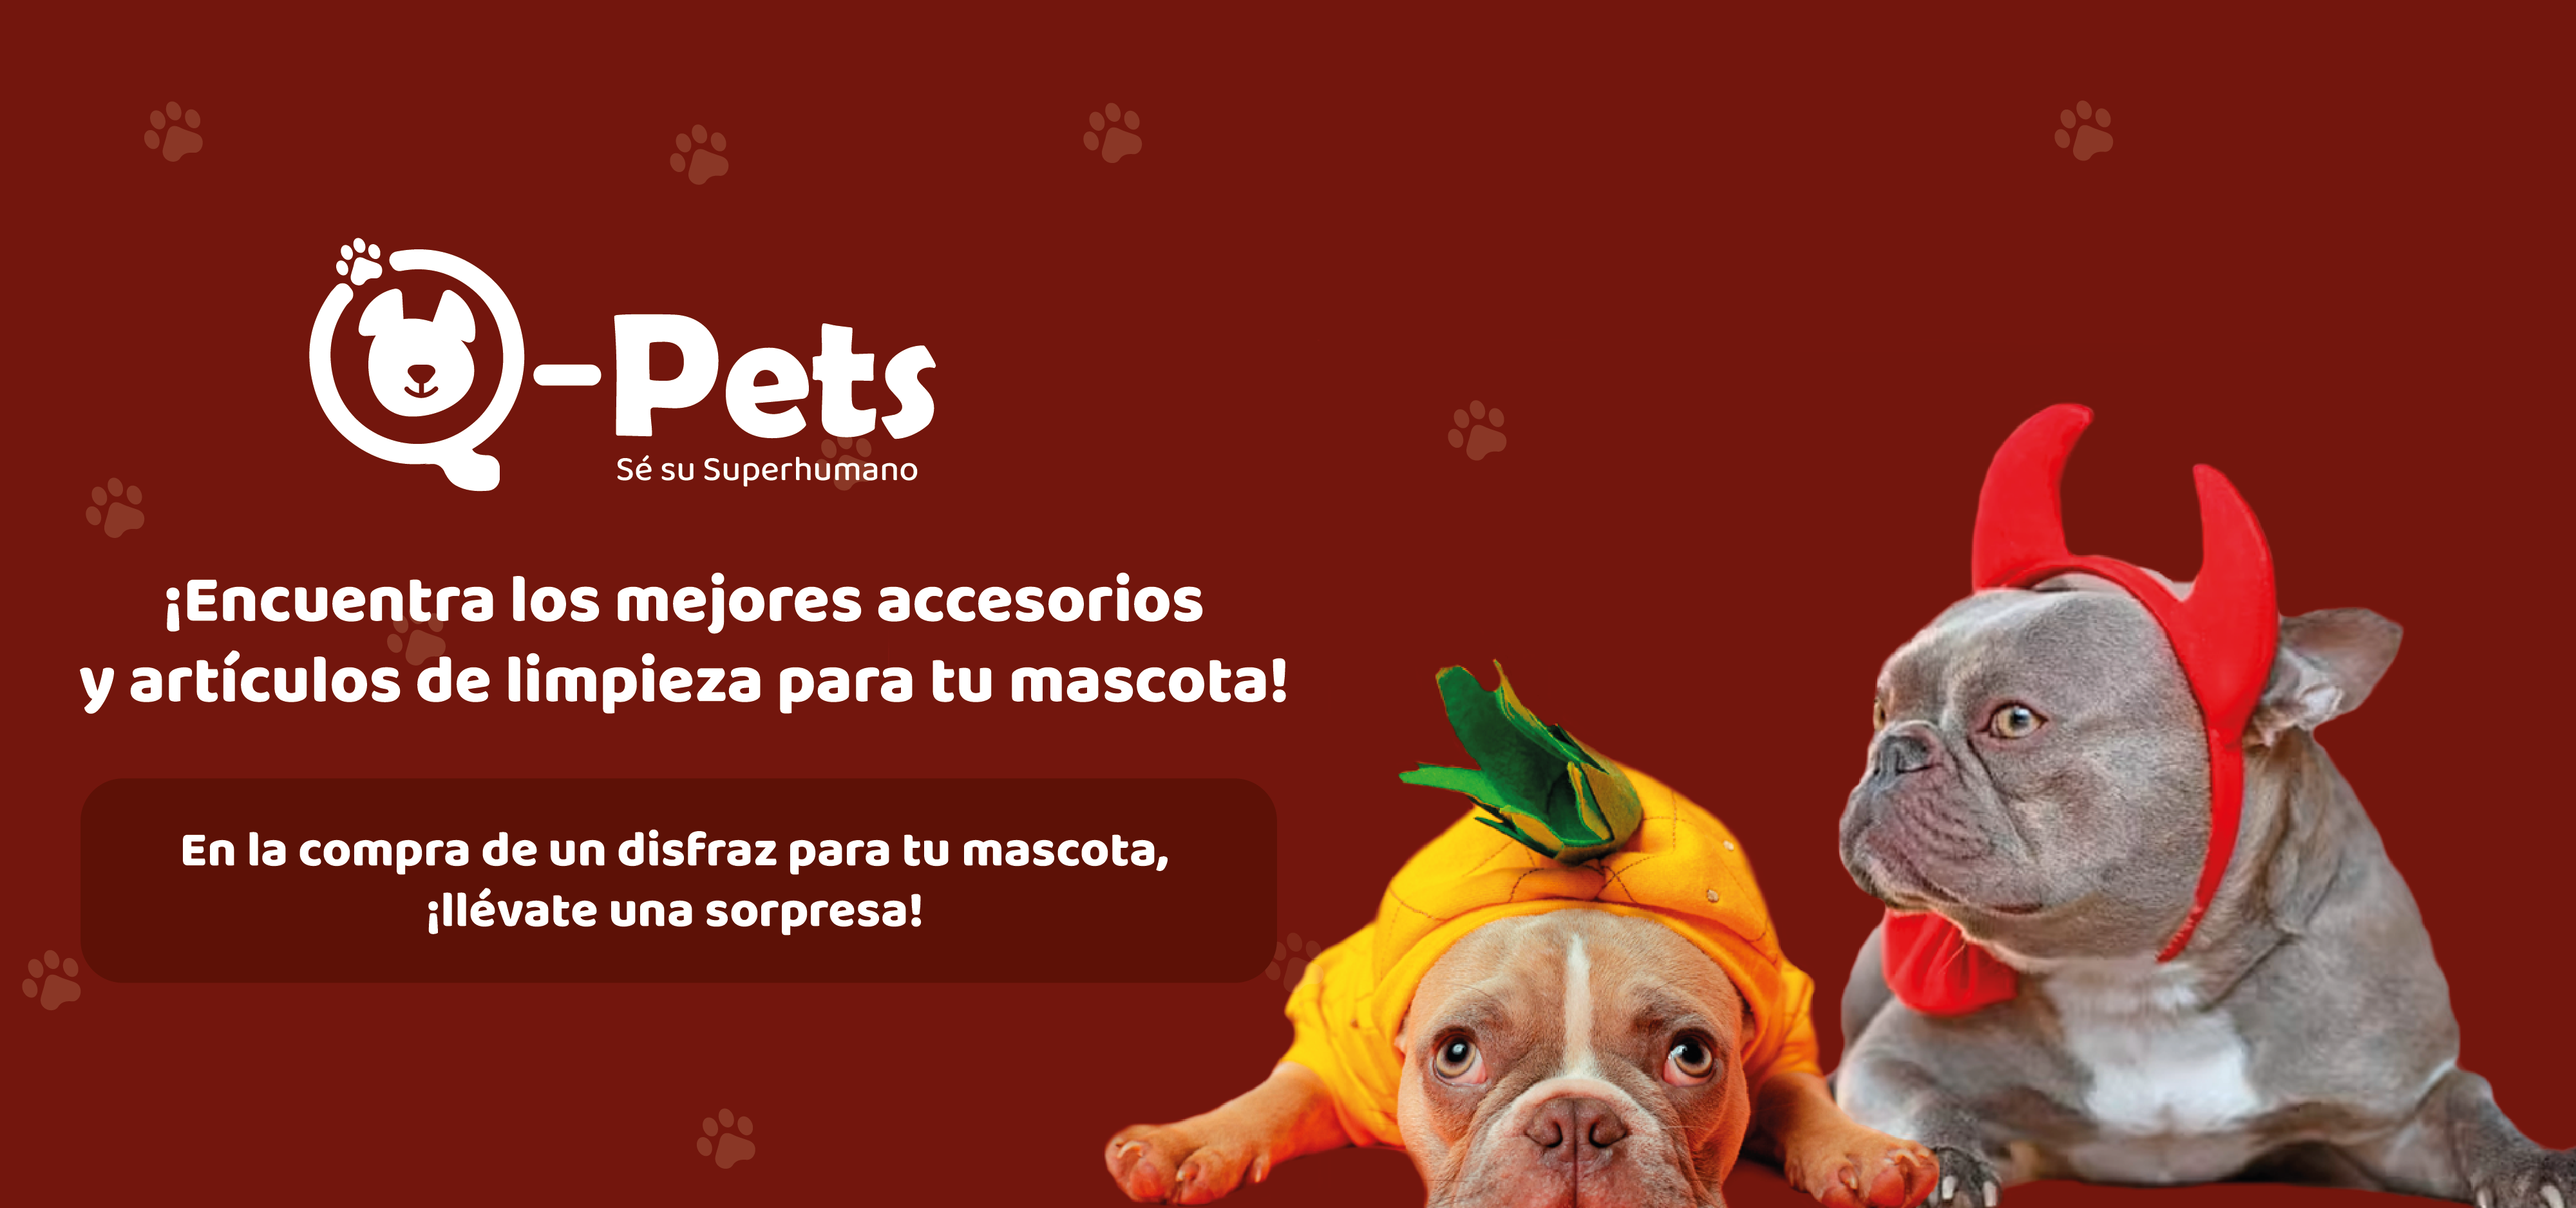 Q-Pets
Sé su Superhumano
¡Encuentra los mejores accesorios
y artículos de limpieza para tu mascota!
En la compra de un disfraz para tu mascota,
¡llévate una sorpresa!